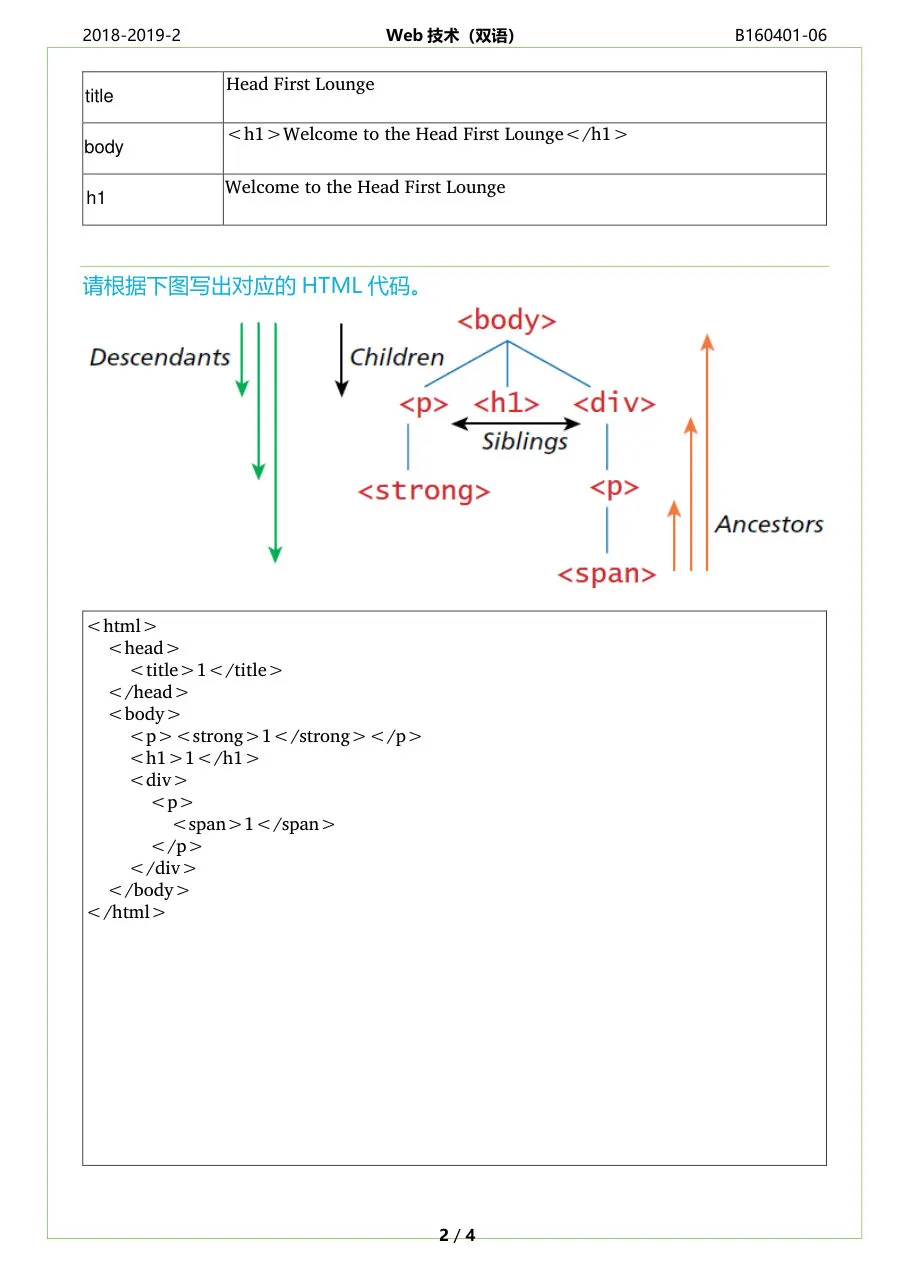 2018-2019-2 Web 技术（双语） B160401-06
title Head First Lounge
body <h1>Welcome to the Head First Lounge</h1>
h1 Welcome to the Head First Lounge
请根据下图写出对应的 HTML 代码。
<body>
Descendants Children
<p> <h1> <div>
Siblings
<strong> <p>
Ancestors
<span>
<html>
<head>
<title>1</title>
</head>
<body>
<p><strong>1</strong></p>
<h1>1</h1>
<div>
<p>
<span>1</span>
</p>
</div>
</body>
</html>
2 / 4